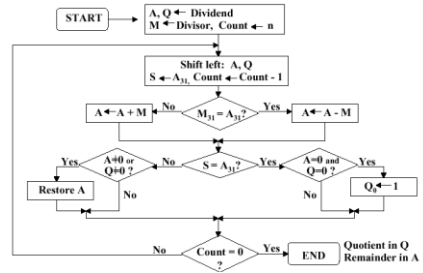 START
A, Q ← Dividend
M ← Divisor, Count ← n
Shift left: A, Q
S ← A31, Count ← Count - 1
No
Yes
A ← A + M
M31 = A31?
A ← A - M
Yes
A≠0 or
Q≠0 ?
No
S = A31?
Yes
A=0 and
Q=0 ?
Yes
Restore A
No
No
Q0 ← 1
No
Count = 0
?
Yes
END
Quotient in Q
Remainder in A